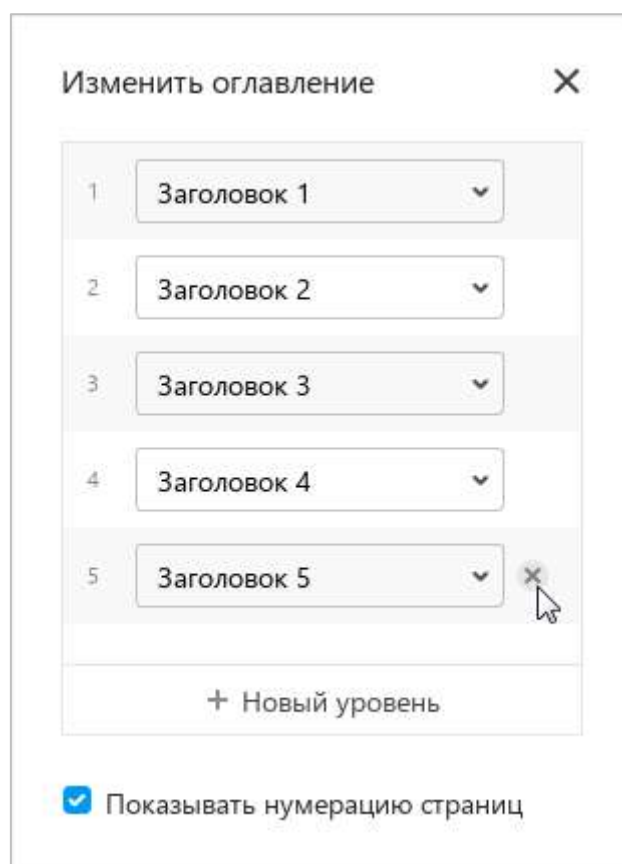 Изменить оглавление
1 Заголовок 1
2 Заголовок 2
3 Заголовок 3
4 Заголовок 4
5 Заголовок 5
+ Новый уровень
Показывать нумерацию страниц